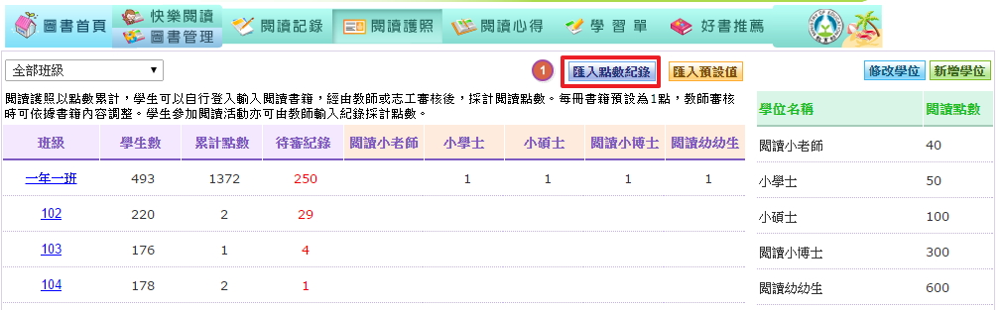 圖書首頁 快樂閱讀 圖書管理 閱讀記錄 閱讀護照 閱讀心得 學習單 好書推薦
全部班級 1 匯入點數紀錄 匯入預設值 修改學位 新增學位
閱讀護照以點數累計，學生可以自行登入輸入閱讀書籍，經由教師或志工審核後，採計閱讀點數。每冊書籍預設為1點，教師審核
時可依據書籍內容調整。學生參加閱讀活動亦可由教師輸入紀錄採計點數。
班級 學生數 累計點數 待審紀錄 閱讀小老師 小學士 小碩士 閱讀小博士 閱讀幼幼生
一年一班 493 1372 250 1 1 1 1
102 220 2 29
103 176 1 4
104 178 2 1
學位名稱 閱讀點數
閱讀小老師 40
小學士 50
小碩士 100
閱讀小博士 300
閱讀幼幼生 600